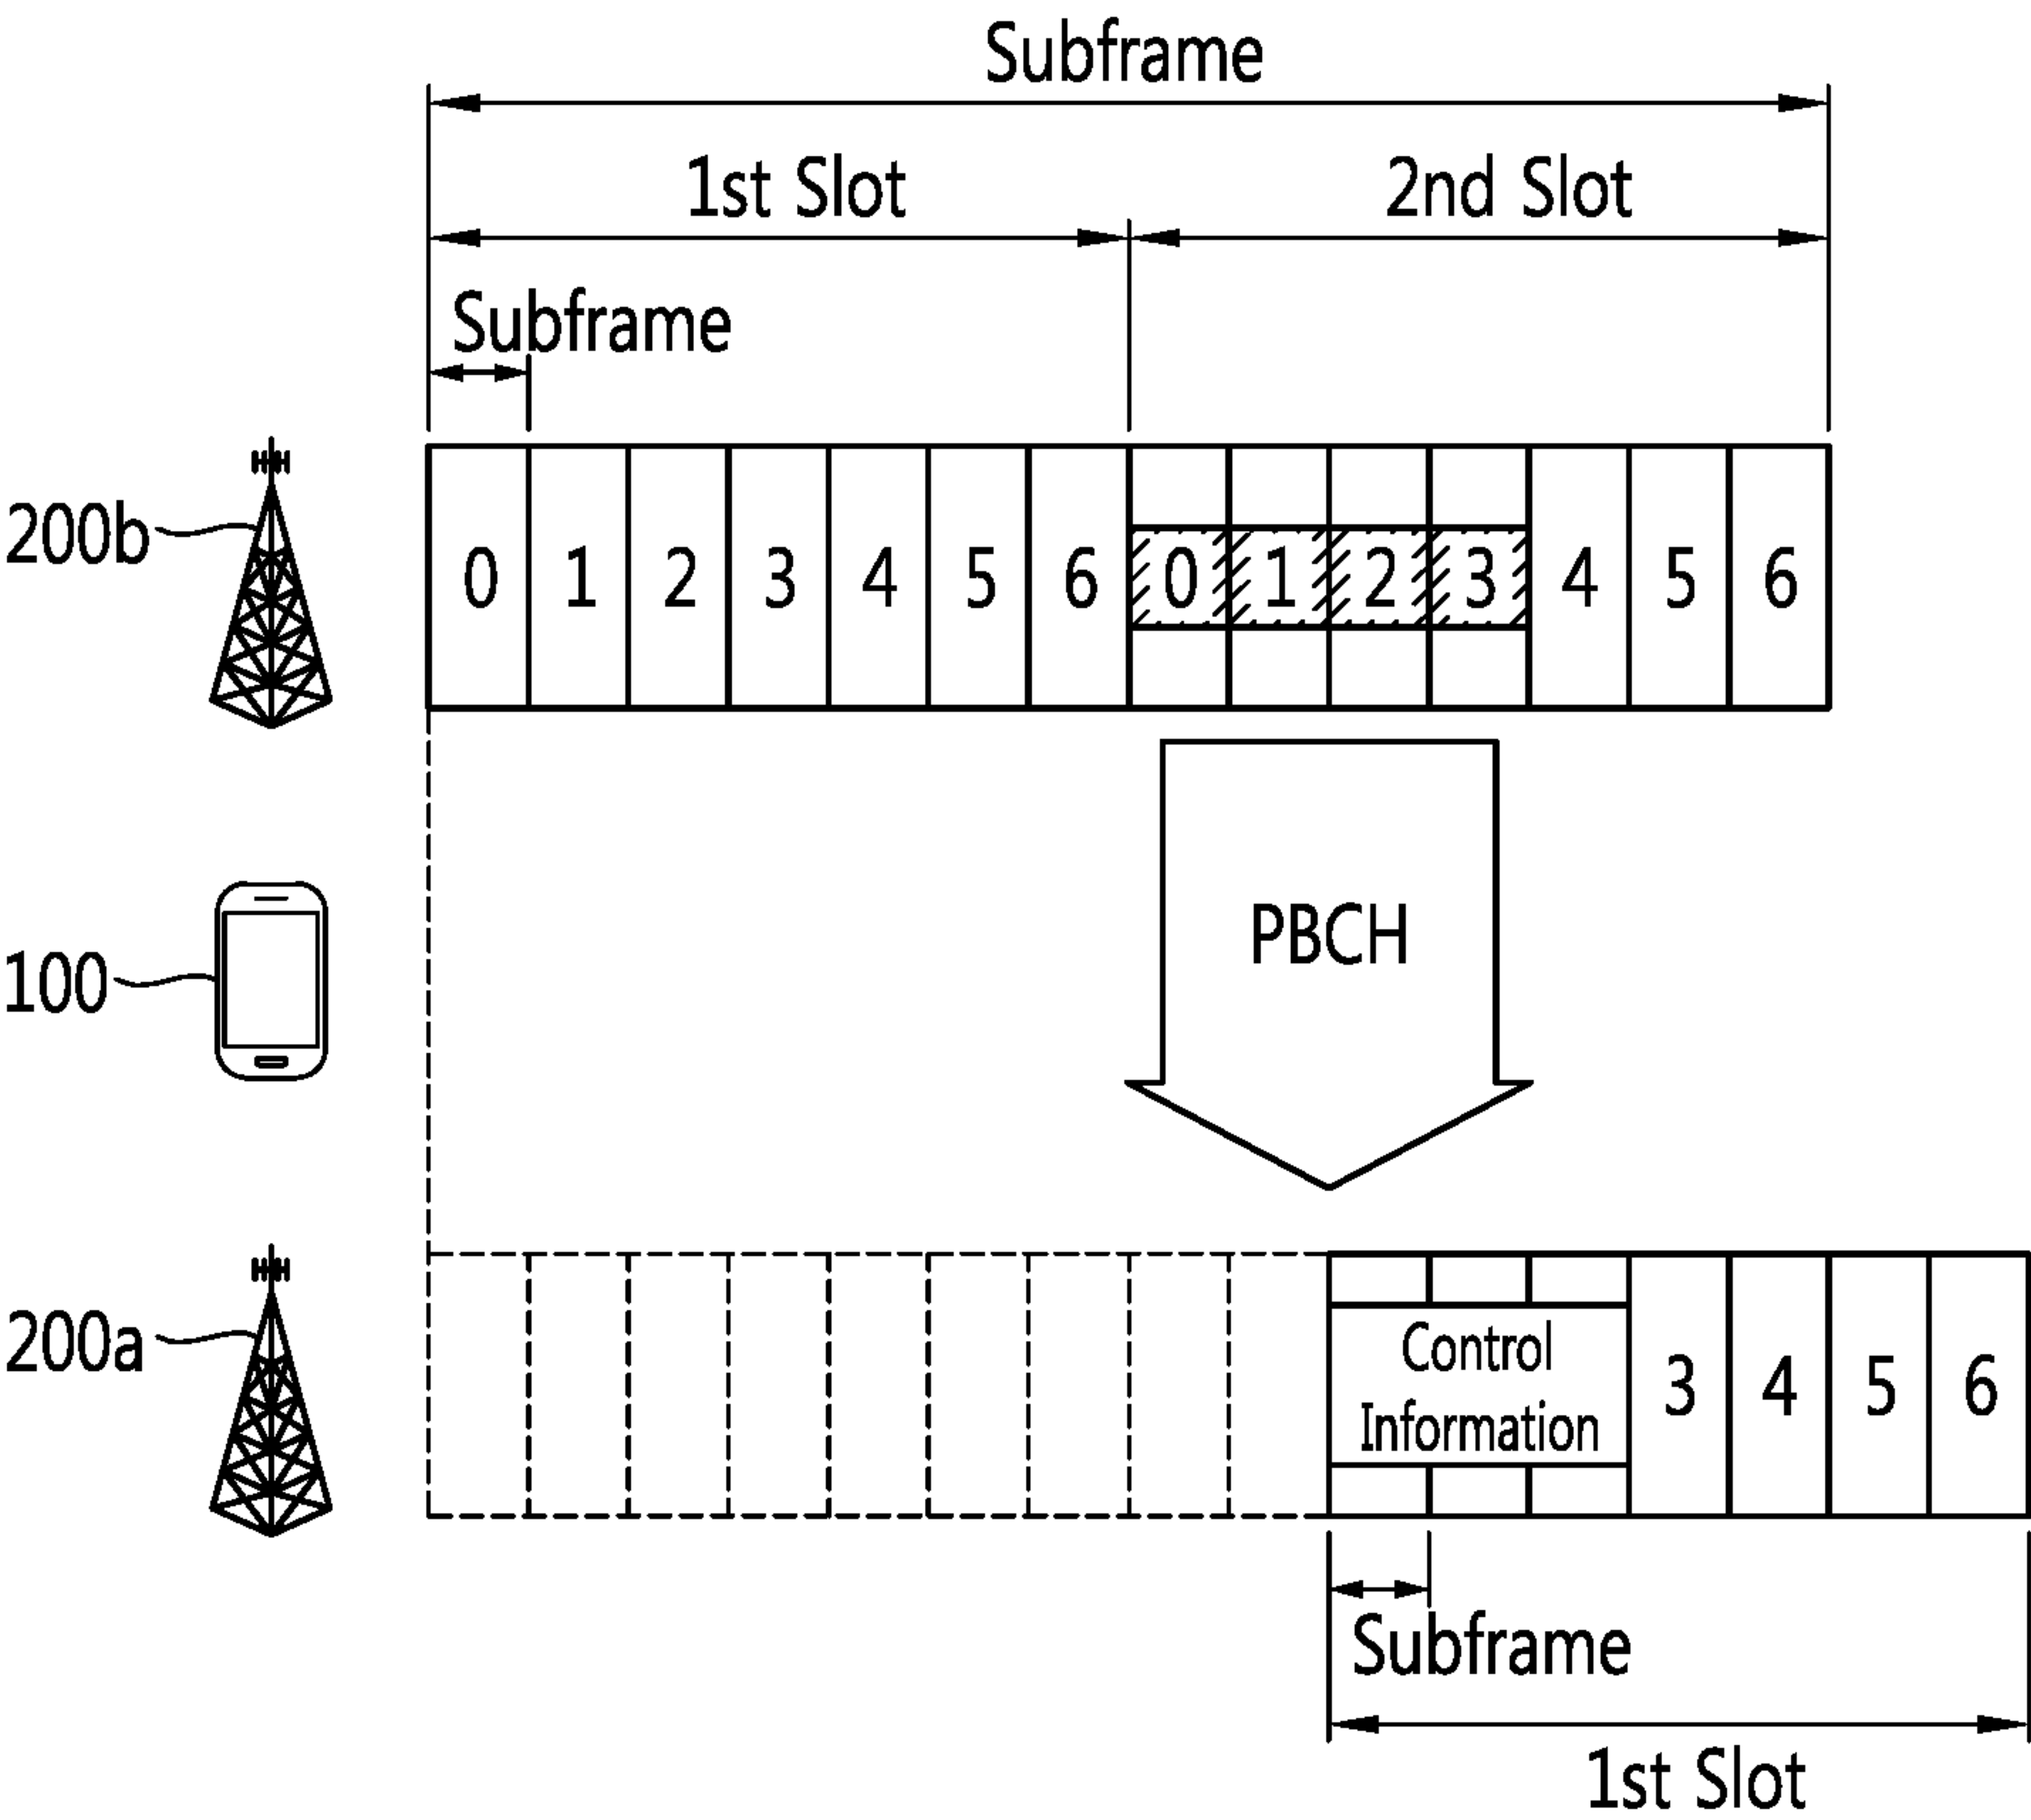 Subframe
1st Slot 2nd Slot
Subframe
200b
0 1 2 3 4 5 6 0 1 2 3 4 5 6
PBCH
100
200a
Control
Information
3 4 5 6
Subframe
1st Slot